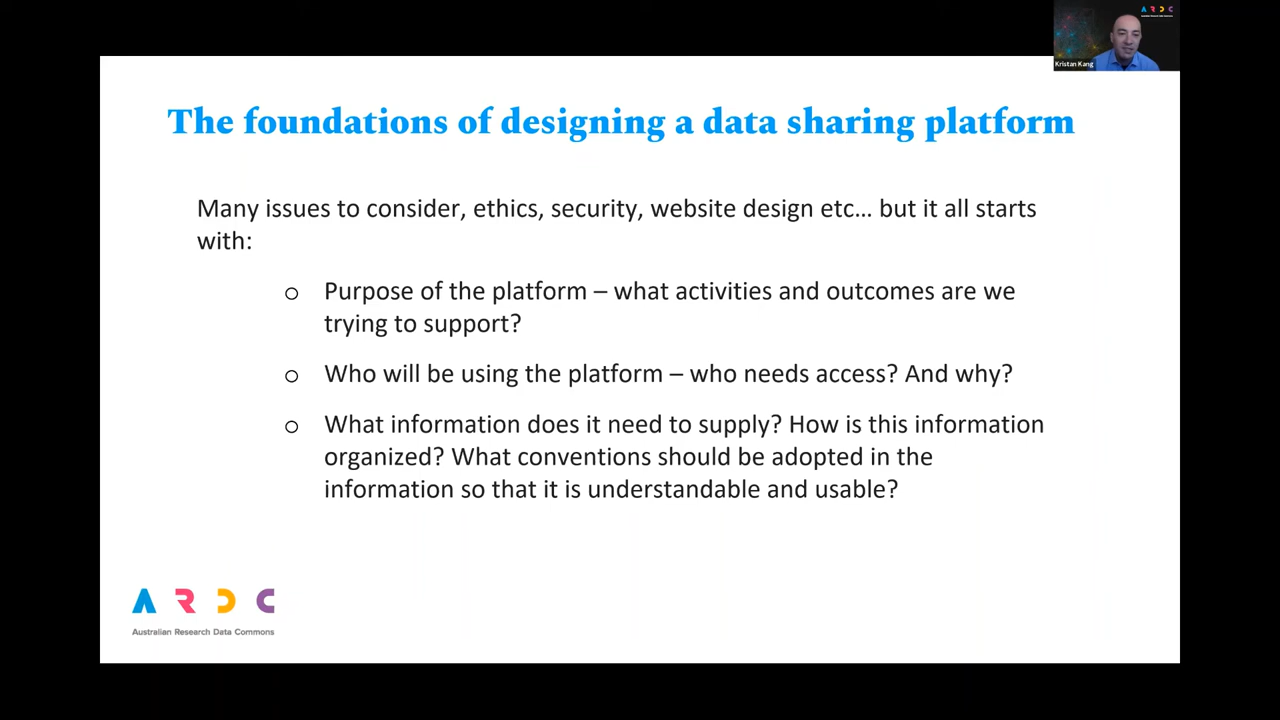 A R D C
Kristan Kang
The foundations of designing a data sharing platform
Many issues to consider, ethics, security, website design etc… but it all starts
with:
o Purpose of the platform – what activities and outcomes are we
trying to support?
o Who will be using the platform – who needs access? And why?
o What information does it need to supply? How is this information
organized? What conventions should be adopted in the
information so that it is understandable and usable?
A R D C
Australian Research Data Commons